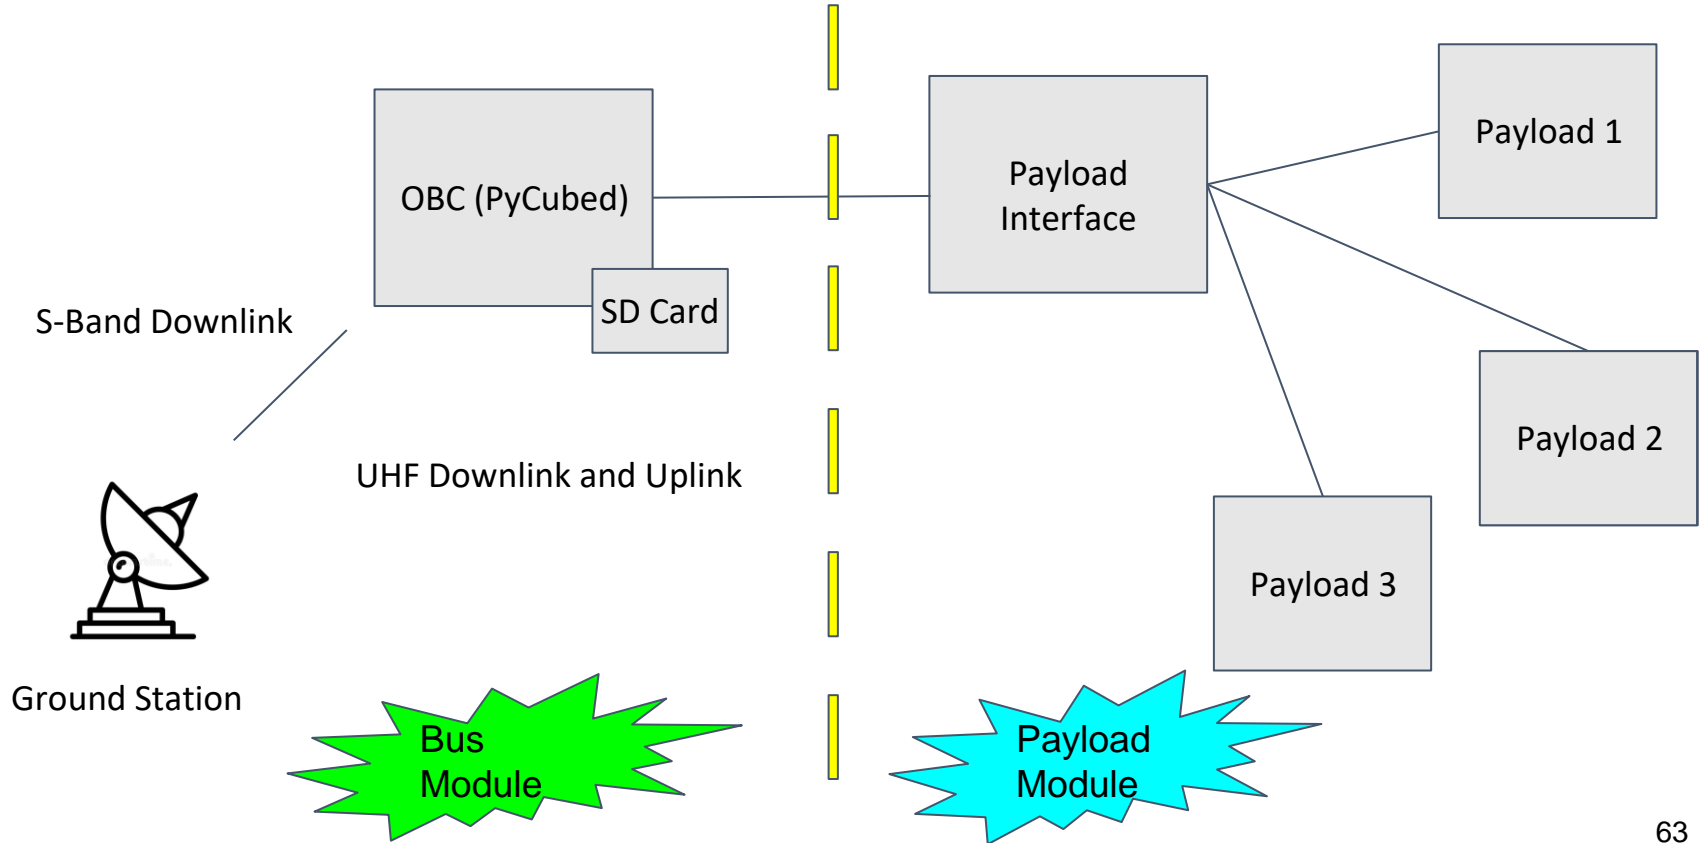 OBC (PyCubed)
SD Card
Payload
Interface
Payload 1
Payload 2
Payload 3
S-Band Downlink
UHF Downlink and Uplink
Ground Station
Bus
Module
Payload
Module
63